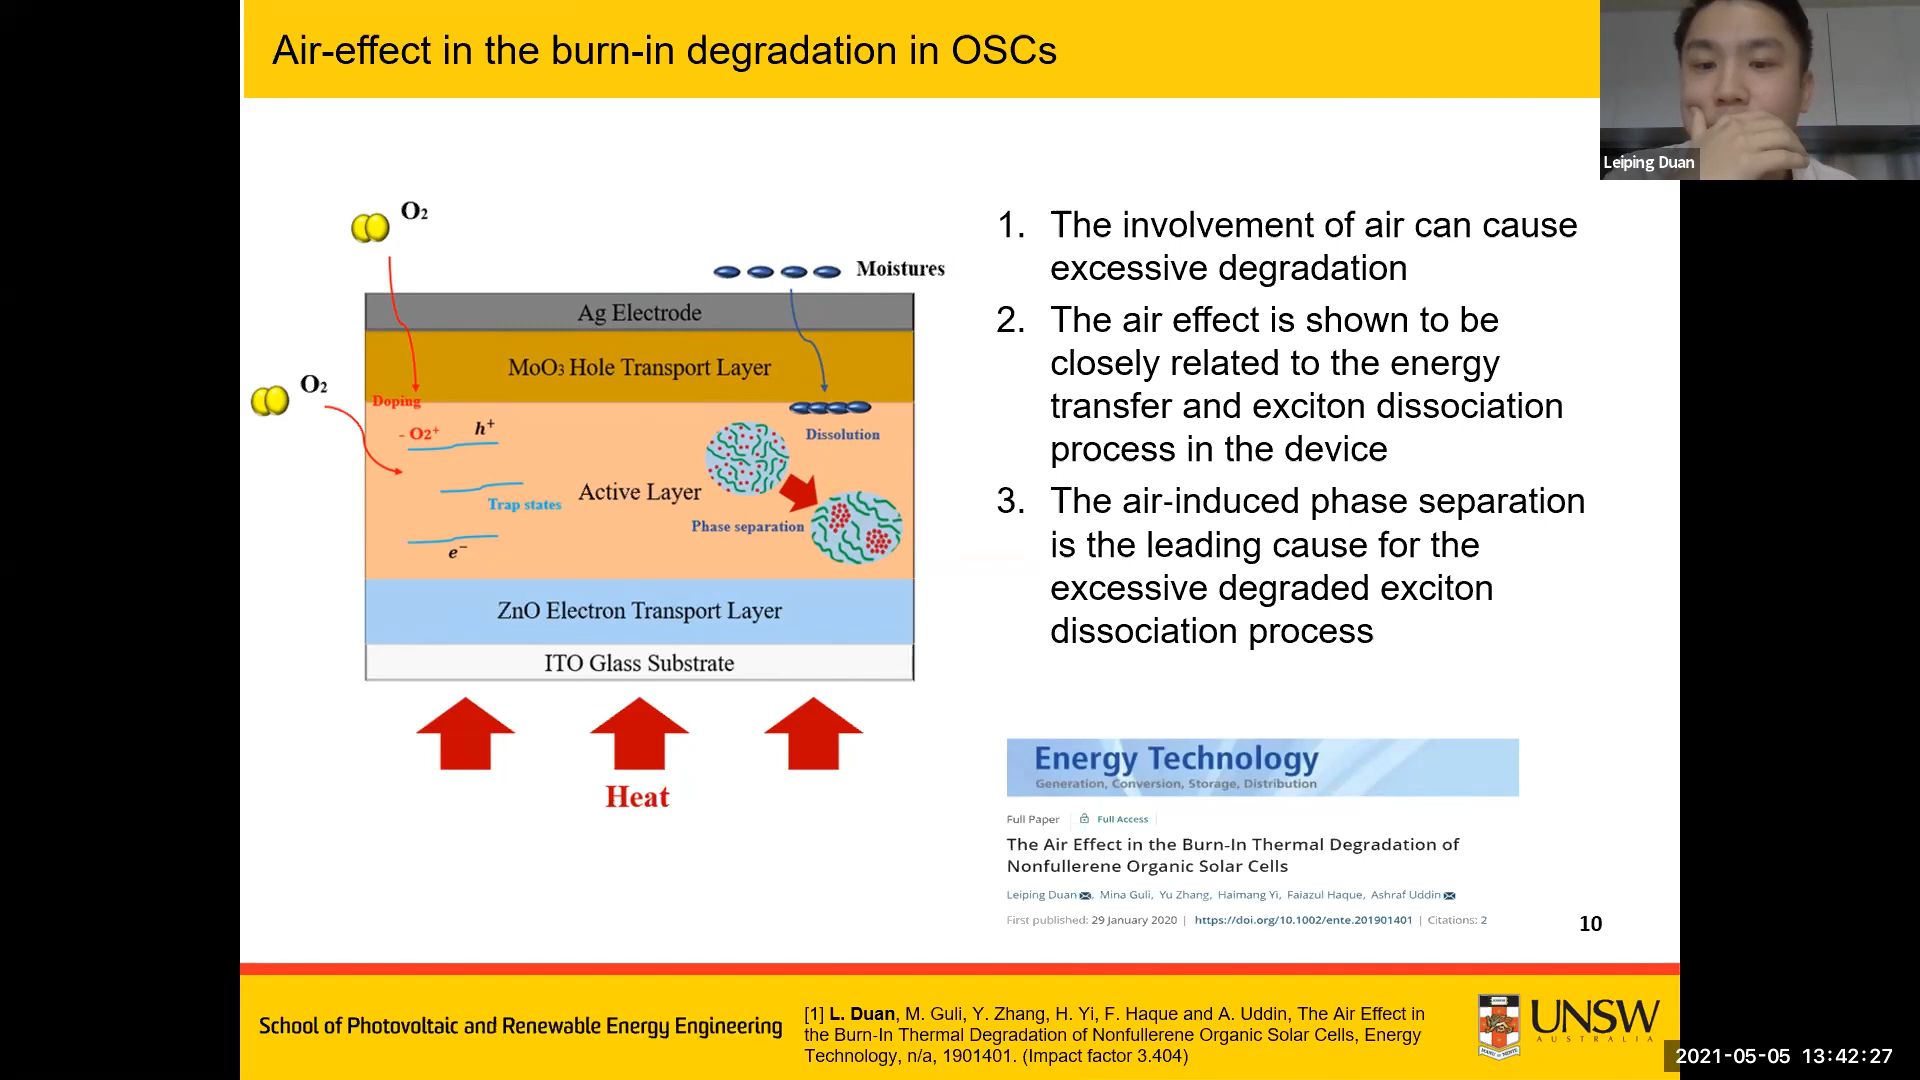 Air-effect in the burn-in degradation in OSCs
Leiping Duan
O₂
Moistures
Ag Electrode
MoO₃ Hole Transport Layer
O₂
Doping
- O2⁺
h⁺
Dissolution
Trap states
Active Layer
Phase separation
e⁻
ZnO Electron Transport Layer
ITO Glass Substrate
Heat
1. The involvement of air can cause
excessive degradation
2. The air effect is shown to be
closely related to the energy
transfer and exciton dissociation
process in the device
3. The air-induced phase separation
is the leading cause for the
excessive degraded exciton
dissociation process
Energy Technology
Generation, Conversion, Storage, Distribution
Full Paper | Full Access
The Air Effect in the Burn-In Thermal Degradation of
Nonfullerene Organic Solar Cells
Leiping Duan, Mina Guli, Yu Zhang, Haimang Yi, Faiazul Haque, Ashraf Uddin
First published: 29 January 2020 | https://doi.org/10.1002/ente.201901401 | Citations: 2
10
School of Photovoltaic and Renewable Energy Engineering
[1] L. Duan, M. Guli, Y. Zhang, H. Yi, F. Haque and A. Uddin, The Air Effect in
the Burn-In Thermal Degradation of Nonfullerene Organic Solar Cells, Energy
Technology, n/a, 1901401. (Impact factor 3.404)
UNSW
AUSTRALIA
2021-05-05 13:42:27